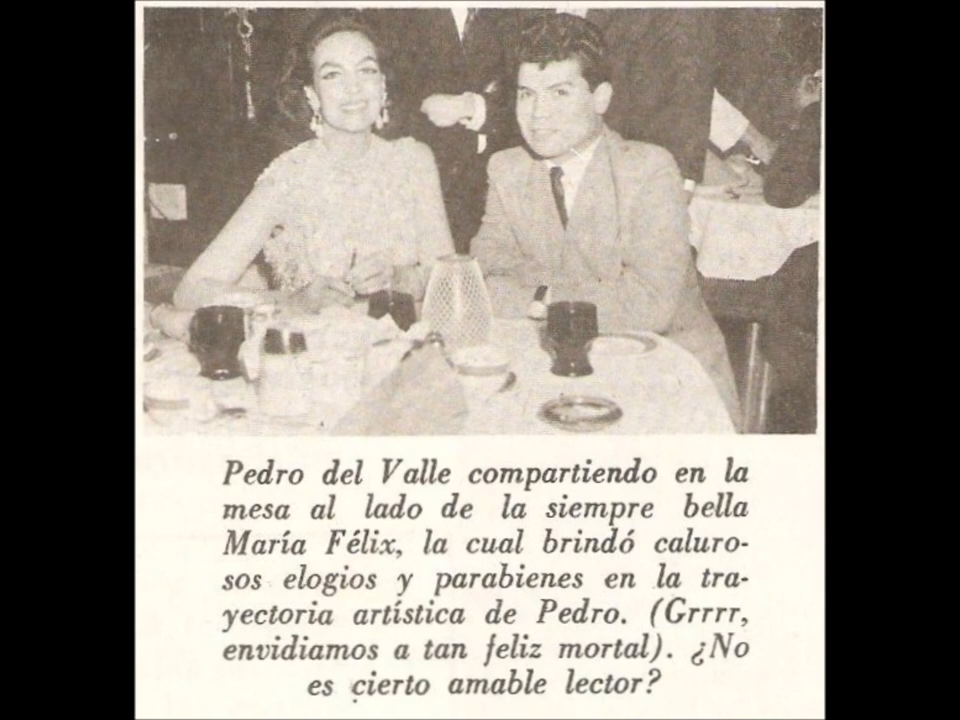 Pedro del Valle compartiendo en la
mesa al lado de la siempre bella
María Félix, la cual brindó caluro-
sos elogios y parabienes en la tra-
yectoria artística de Pedro. (Grrrr,
envidiamos a tan feliz mortal). ¿No
es cierto amable lector?